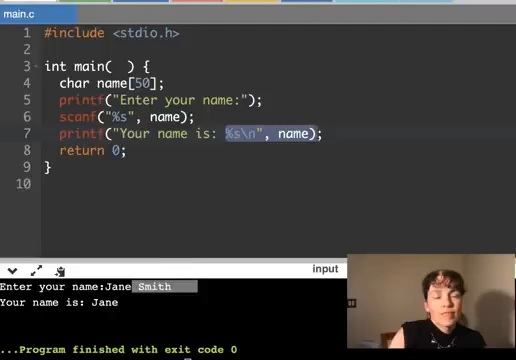 main.c
1 #include <stdio.h>
2
3 int main(  ) {
4 char name[50];
5 printf("Enter your name:");
6 scanf("%s", name);
7 printf("Your name is: %s\n", name);
8 return 0;
9 }
10
input
Enter your name:Jane Smith
Your name is: Jane
...Program finished with exit code 0